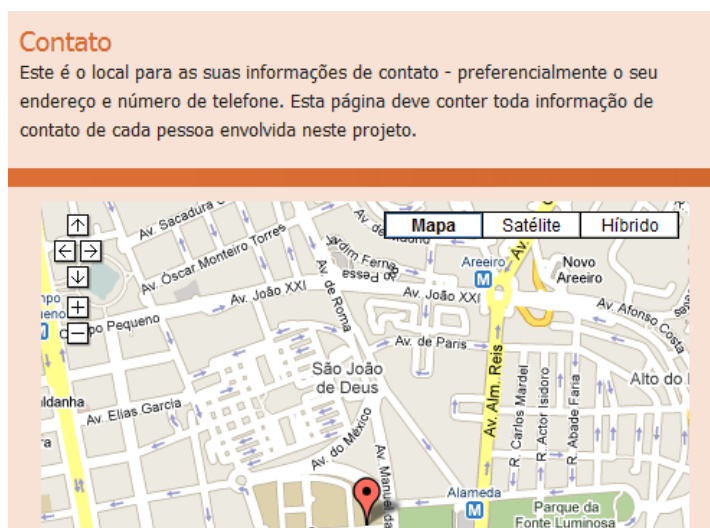 Contato
Este é o local para as suas informações de contato - preferencialmente o seu
endereço e número de telefone. Esta página deve conter toda informação de
contato de cada pessoa envolvida neste projeto.
Mapa
Satélite
Híbrido
Av. Sacadura
Av. Óscar Monteiro Torres
Av. de Roma
Areeiro
M
Novo
Areeiro
Av. João XXI
Av. João XXI
Av. Afonso Costa
Pequeno
Av. de Paris
São João
de Deus
Av. Alm. Reis
R. Carlos Mardel
R. Actor Isidoro
R. Abade Faria
Alto do
ldanha
Av. Elias Garcia
Av. do México
Av. Manuel da
Alameda
M
Parque da
Fonte Luminosa